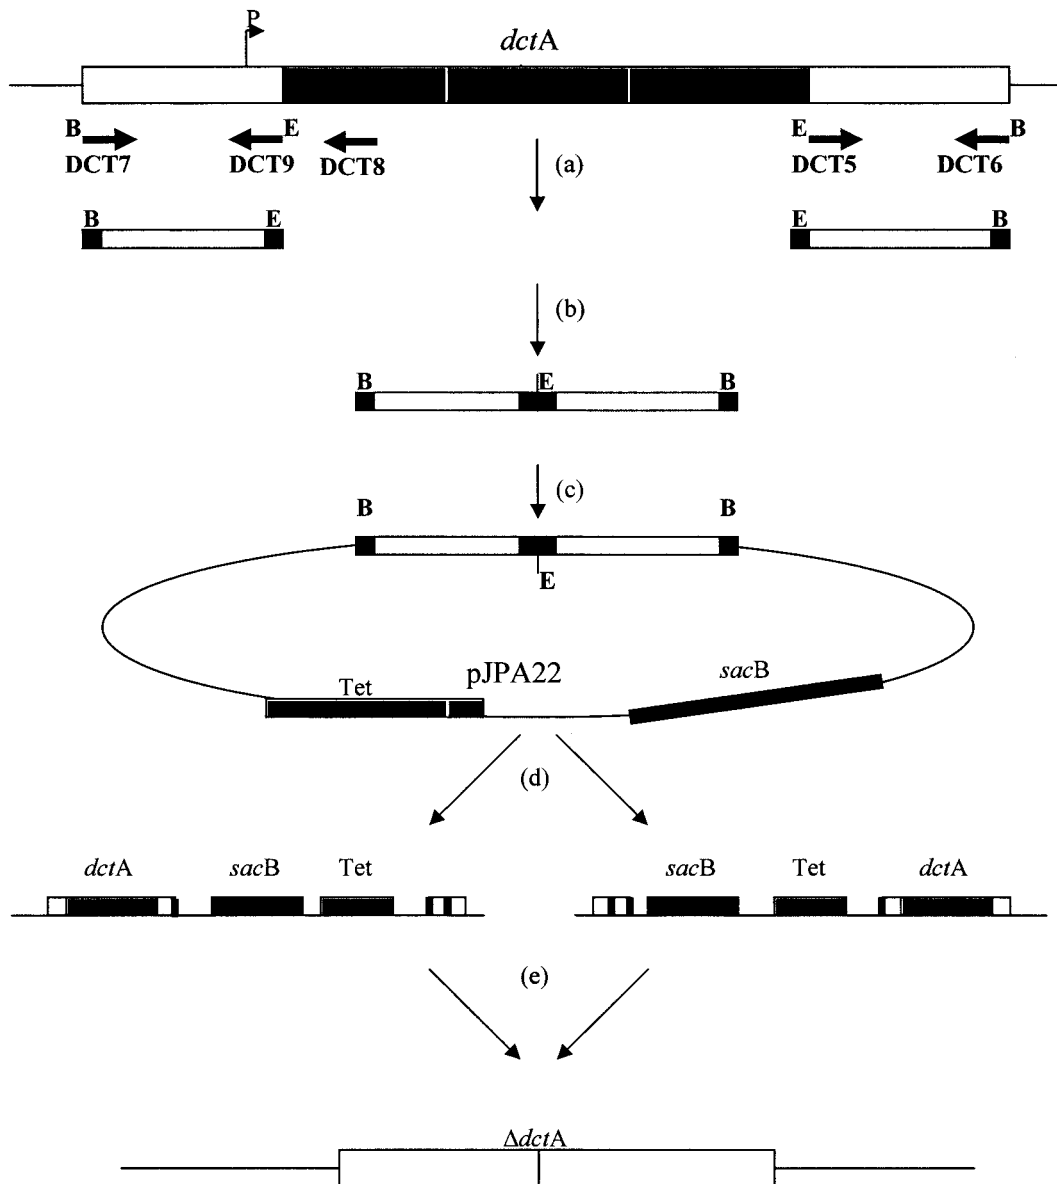 P
dctA
B
E
E
B
DCT7
DCT9
DCT8
DCT5
DCT6
(a)
B
E
E
B
(b)
B
E
B
(c)
B
B
E
pJPA22
Tet
sacB
(d)
dctA
sacB
Tet
sacB
Tet
dctA
(e)
ΔdctA